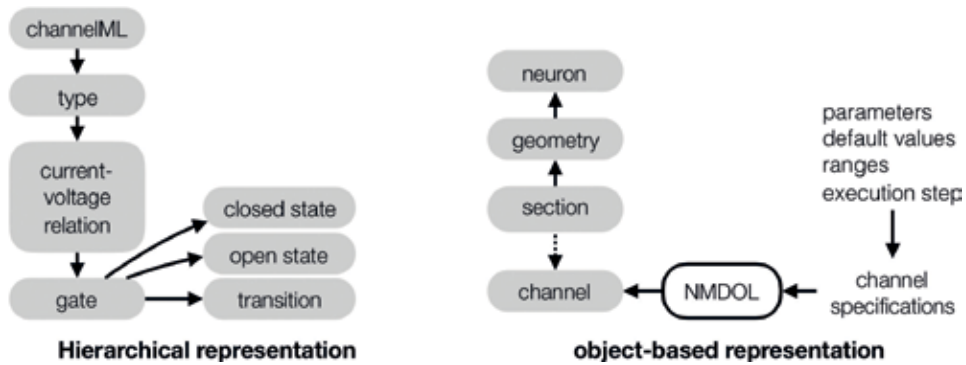 channelML
type
current-
voltage
relation
gate
closed state
open state
transition
Hierarchical representation
neuron
geometry
section
channel
NMDOL
parameters
default values
ranges
execution step
channel
specifications
object-based representation